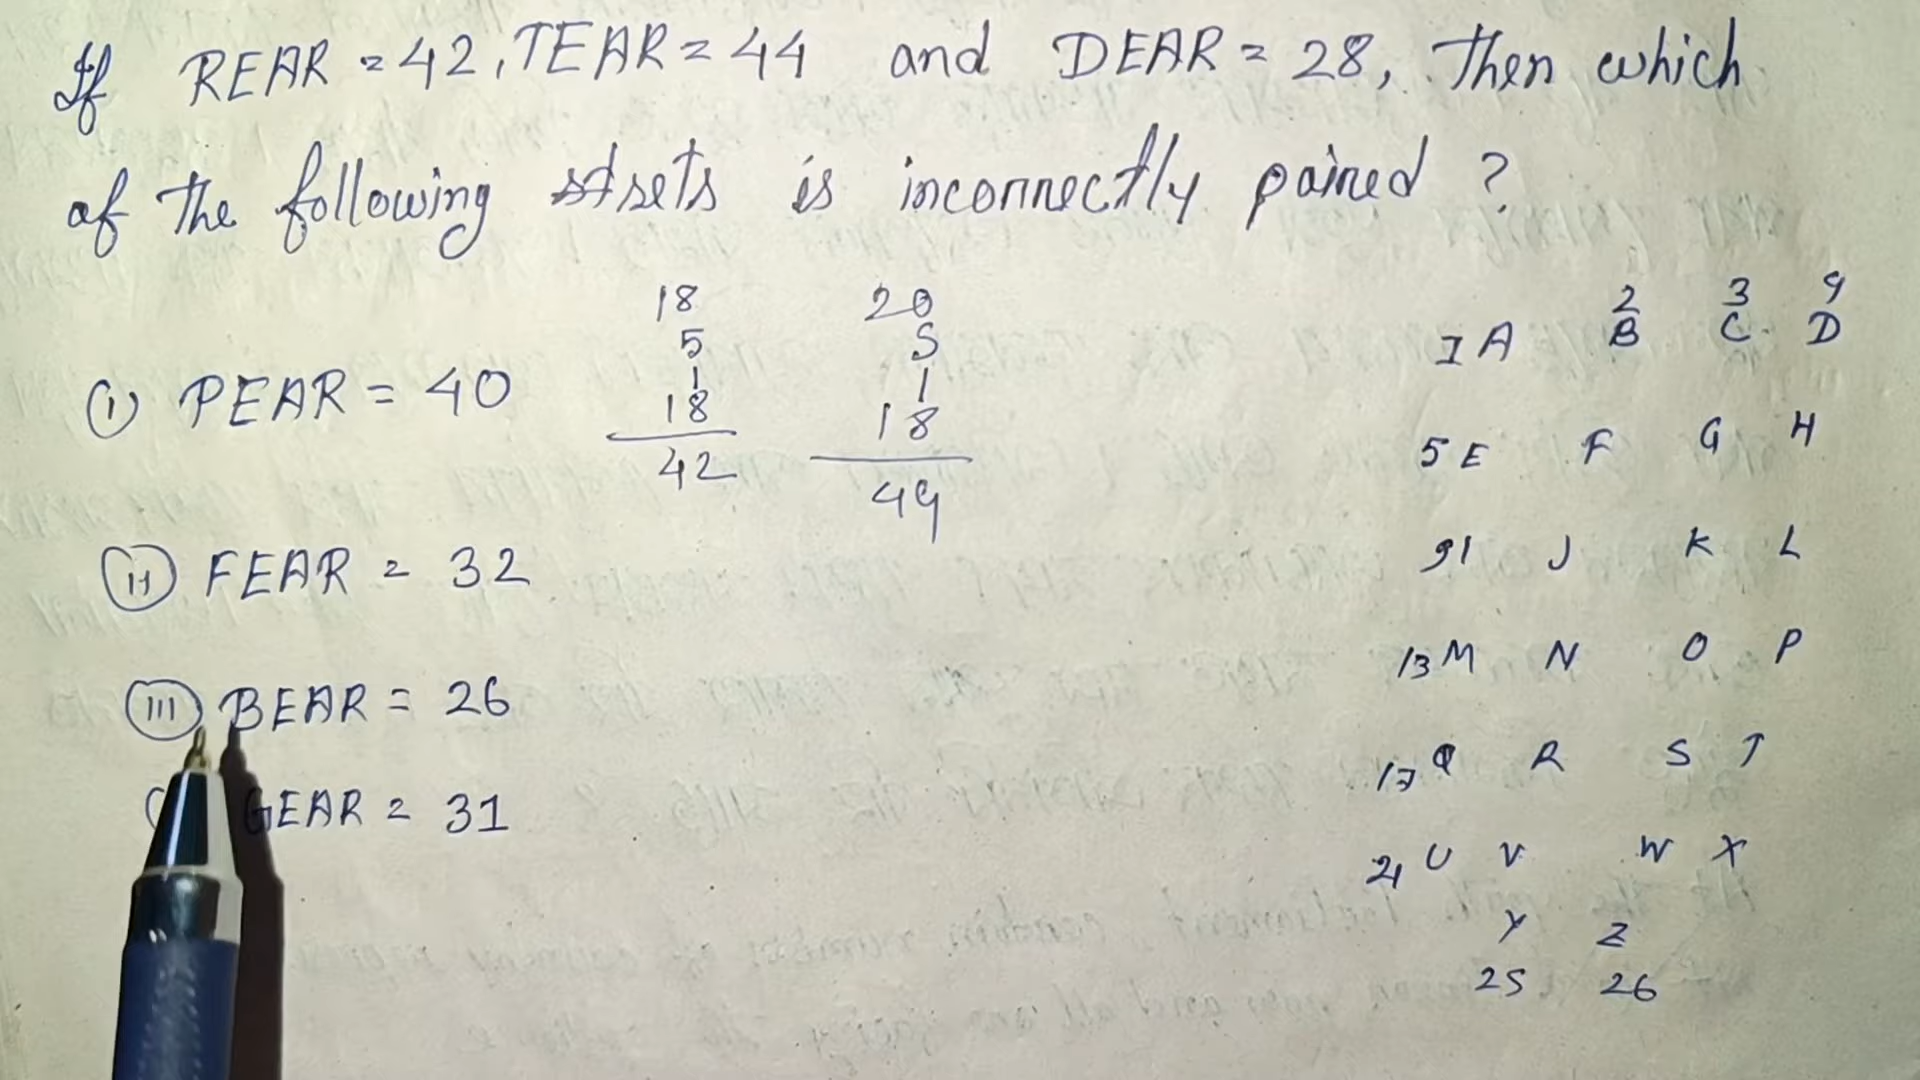 If REAR = 42, TEAR = 44 and DEAR = 28, Then which
of the following sets is incorrectly paired ?
(I) PEAR = 40
18
5
1
18
42
20
5
1
18
44
(II) FEAR = 32
(III) BEAR = 26
GEAR = 31
2 3 4
1 A B C D
5 E F G H
9 I J K L
13 M N O P
17 Q R S T
21 U V W X
Y Z
25 26